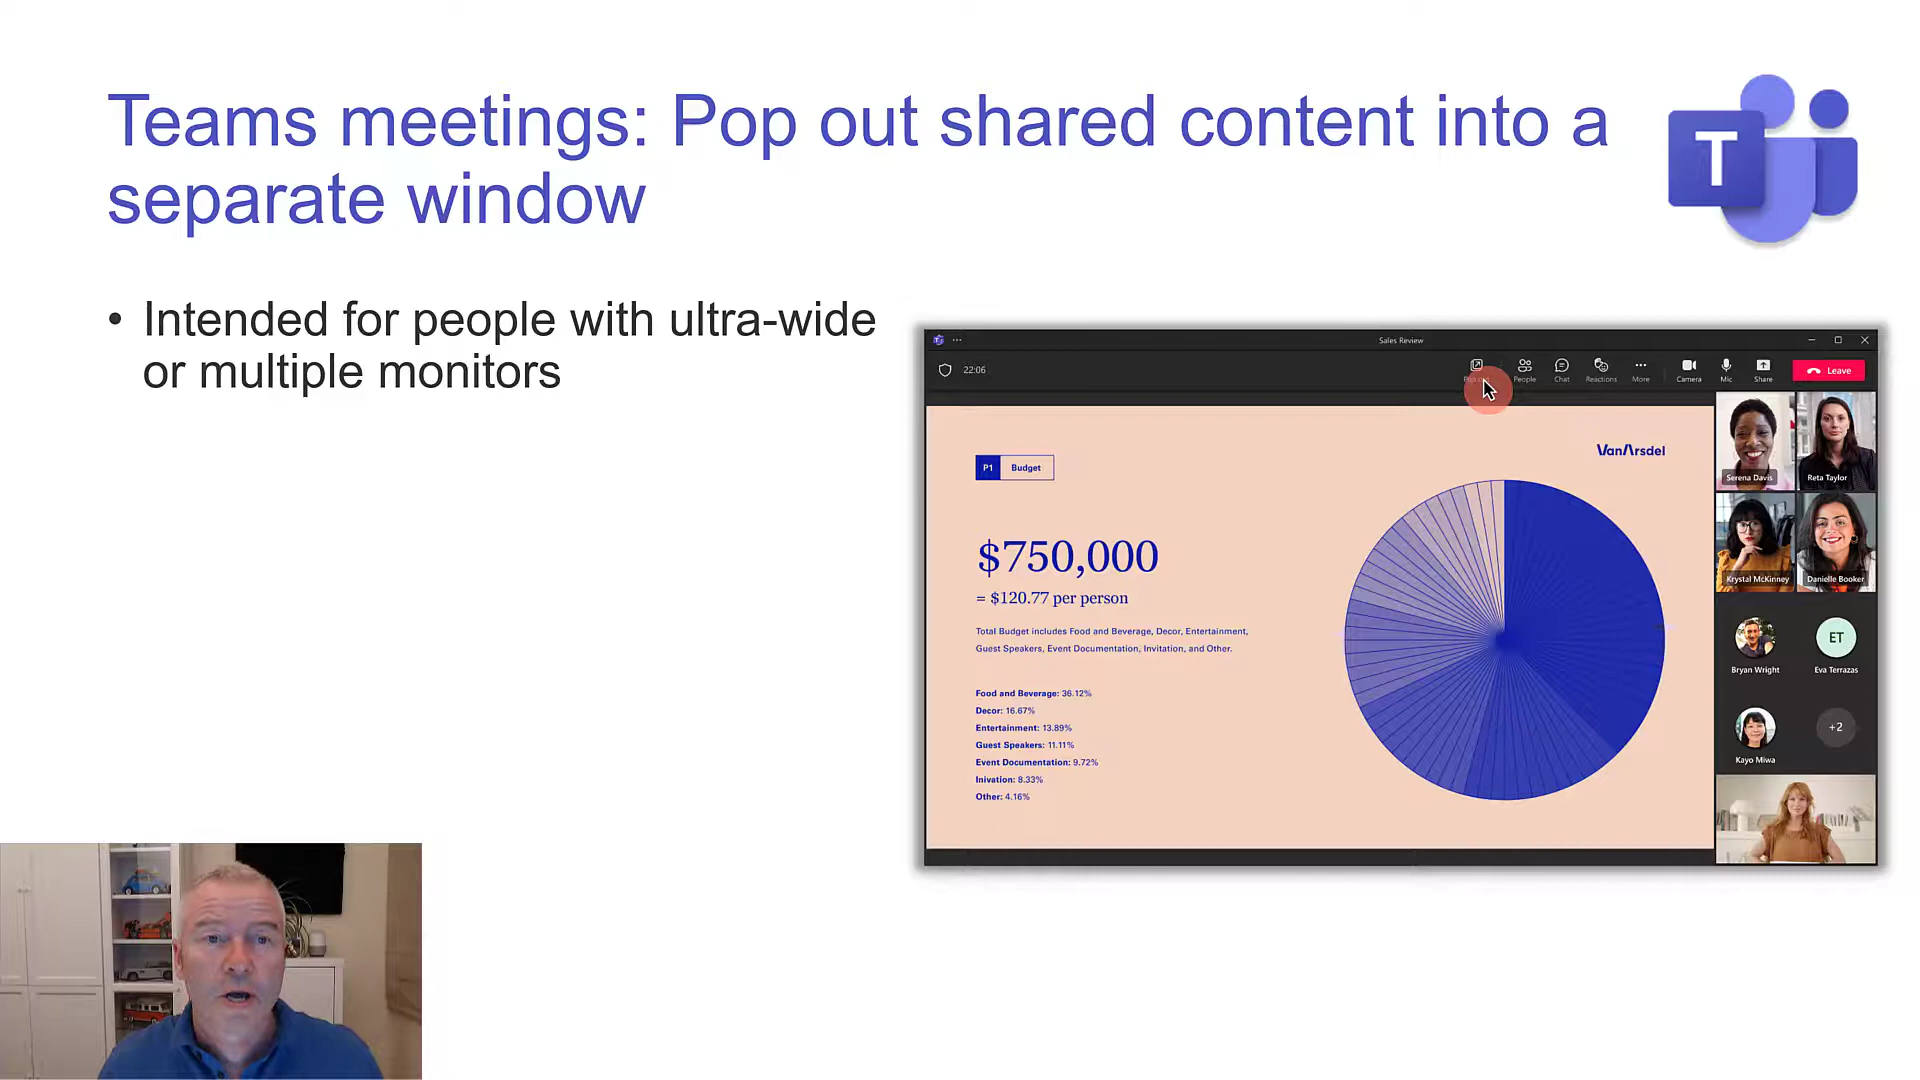 Teams meetings: Pop out shared content into a
separate window
T
• Intended for people with ultra-wide
or multiple monitors
Sales Review
22:06
People
Chat
Reactions
More
Camera
Mic
Share
Leave
P1 Budget
VanArsdel
$750,000
= $120.77 per person
Total Budget includes Food and Beverage, Decor, Entertainment,
Guest Speakers, Event Documentation, Invitation, and Other.
Food and Beverage: 36.12%
Decor: 16.67%
Entertainment: 13.89%
Guest Speakers: 11.11%
Event Documentation: 9.72%
Inivation: 8.33%
Other: 4.16%
Serena Davis
Reta Taylor
Krystal McKinney
Danielle Booker
ET
Bryan Wright
Eva Terrazas
+2
Kayo Miwa